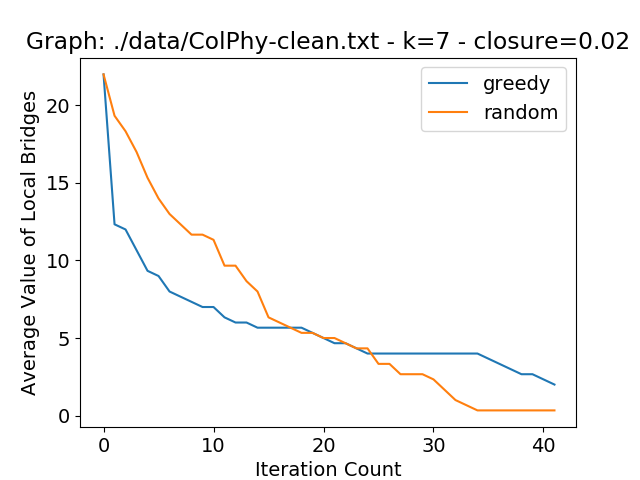 Graph: ./data/ColPhy-clean.txt - k=7 - closure=0.02
greedy
random
Average Value of Local Bridges
20
15
10
5
0
0 10 20 30 40
Iteration Count